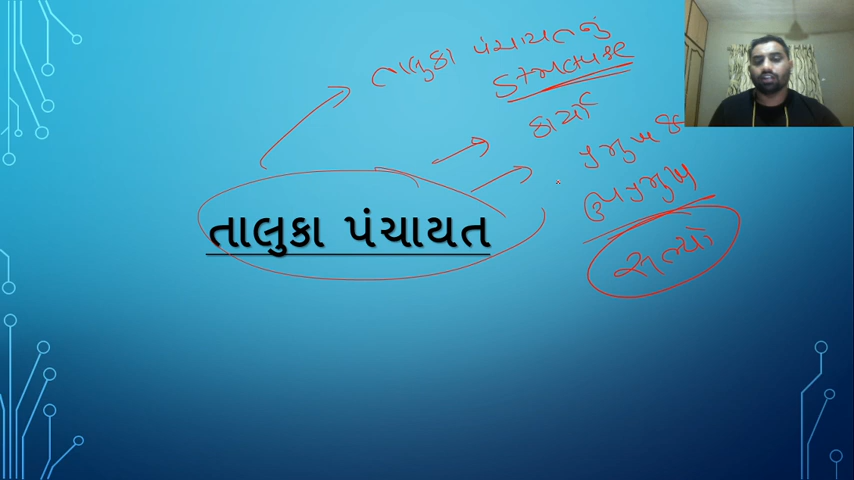 તાલુકા પંચાયતનું
Structure
કાર્યો
પ્રમુખ &
ઉપપ્રમુખ
સભ્યો
તાલુકા પંચાયત